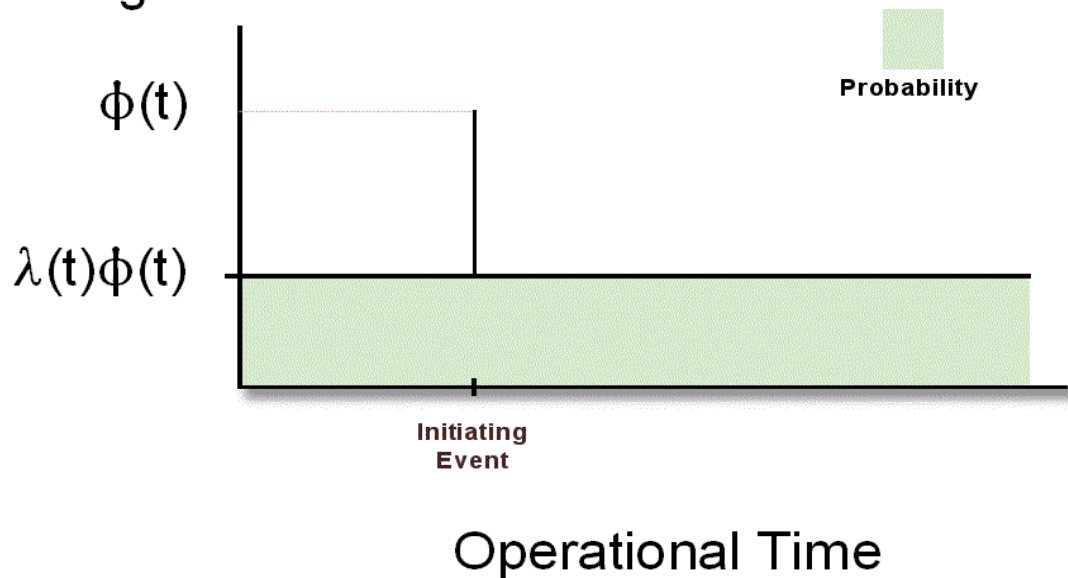 Probability
ϕ(t)
λ(t)ϕ(t)
Initiating
Event
Operational Time